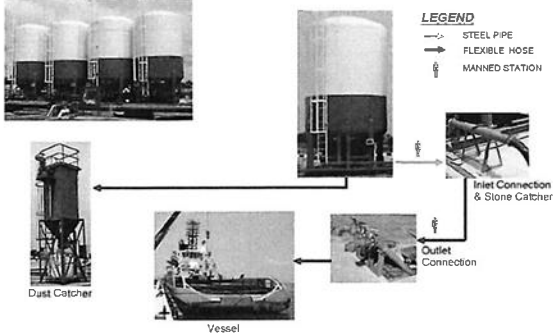 LEGEND
STEEL PIPE
FLEXIBLE HOSE
MANNED STATION
Inlet Connection
& Stone Catcher
Outlet
Connection
Dust Catcher
Vessel